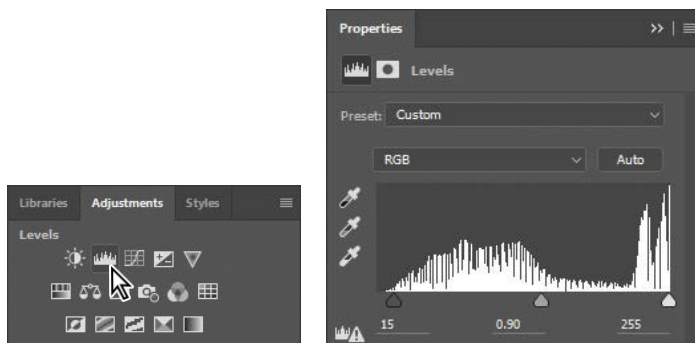 Libraries Adjustments Styles
Levels
Properties
Levels
Preset: Custom
RGB Auto
15 0.90 255